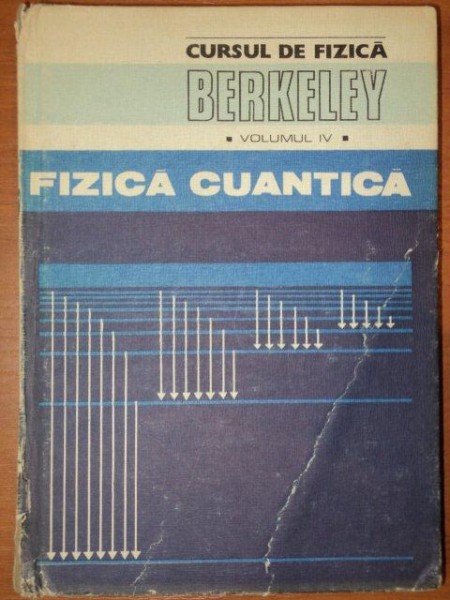 CURSUL DE FIZICĂ
BERKELEY
▪ VOLUMUL IV ▪
FIZICĂ CUANTICĂ